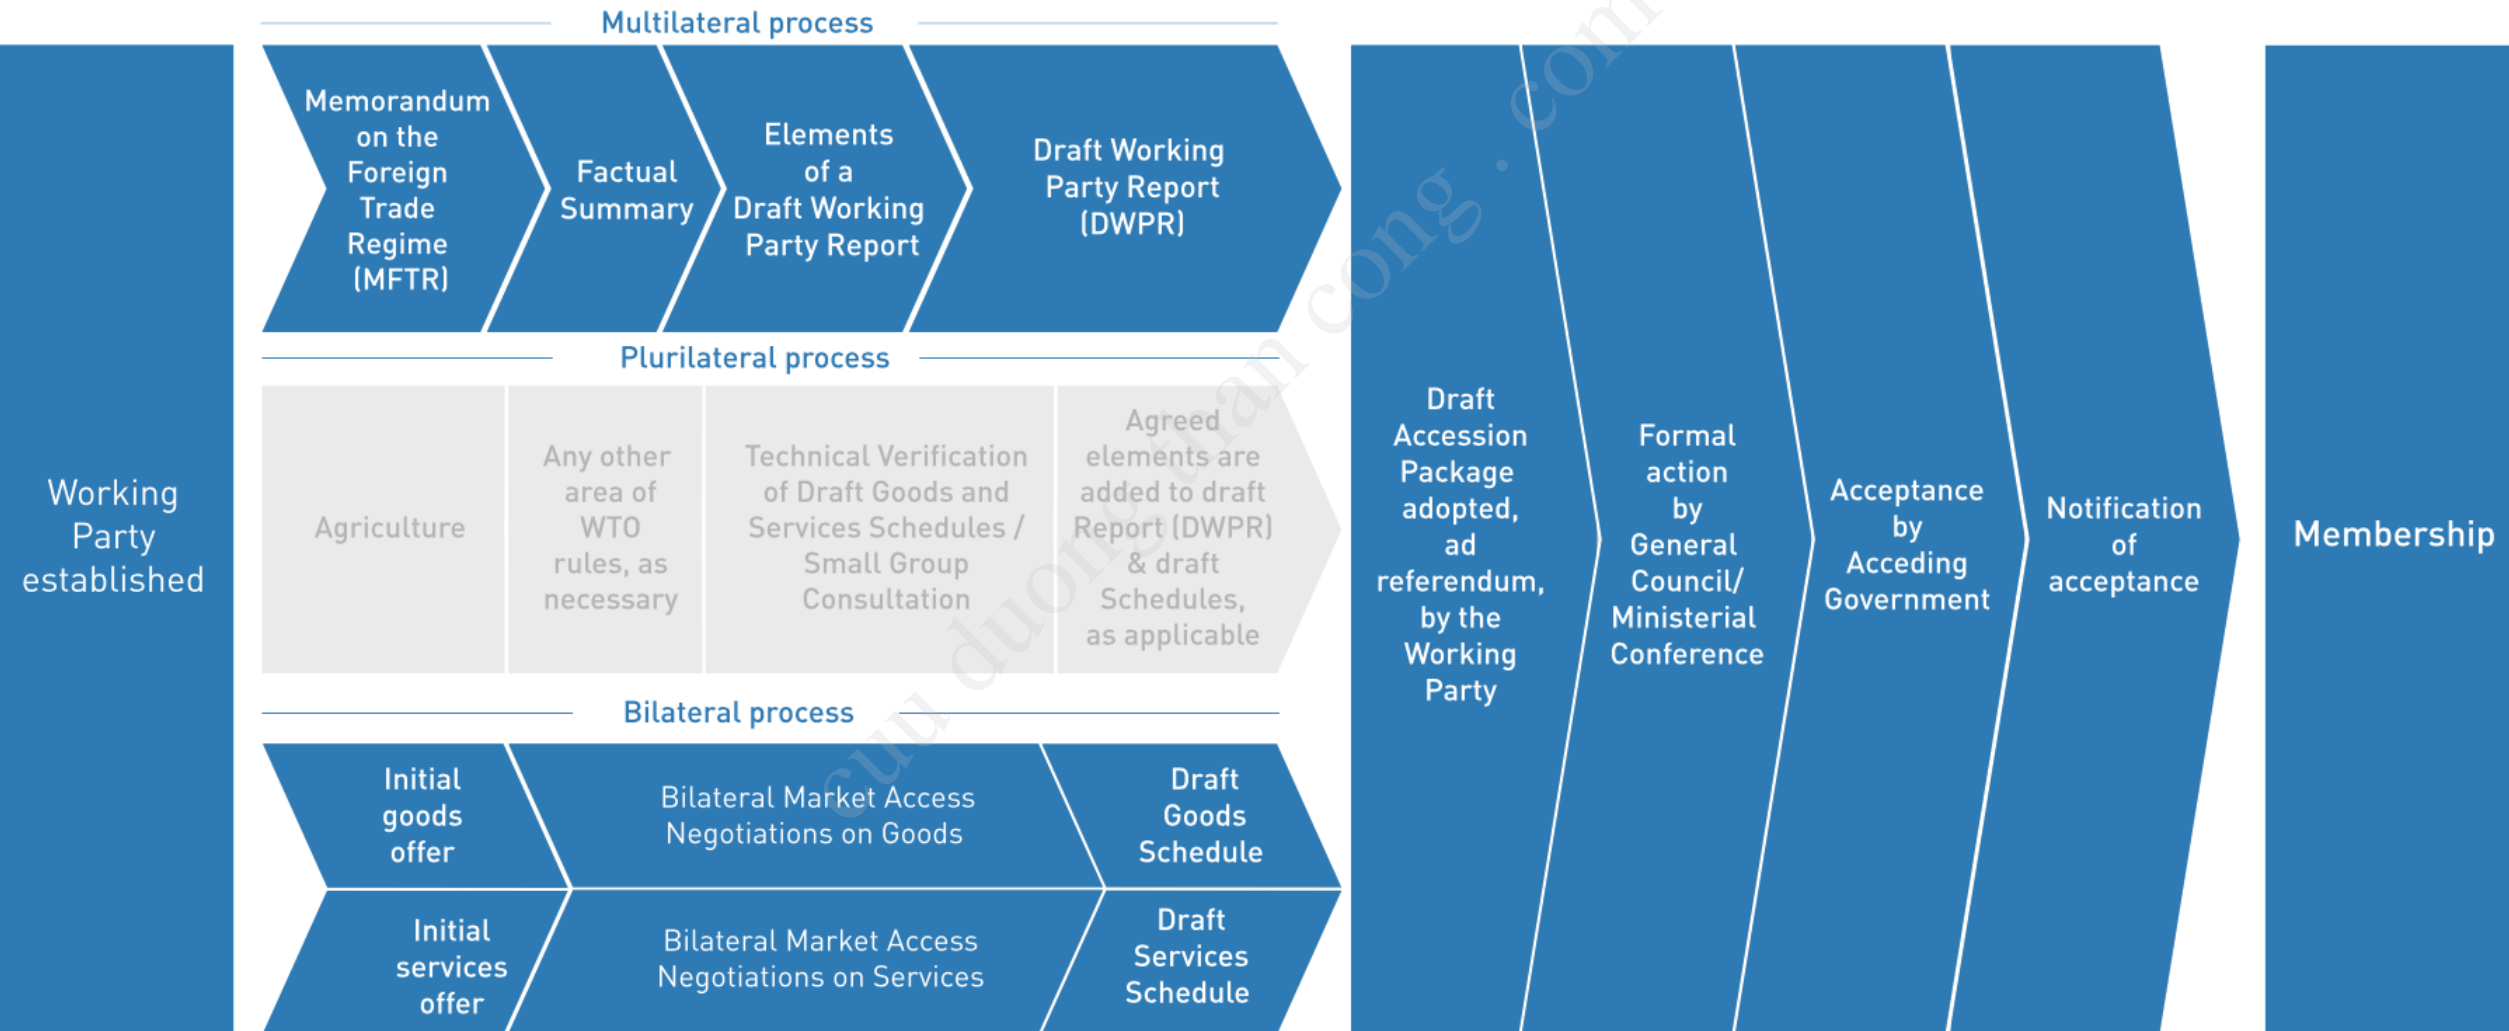 Multilateral process
Working
Party
established
Memorandum
on the
Foreign
Trade
Regime
(MFTR)
Factual
Summary
Elements
of a
Draft Working
Party Report
Draft Working
Party Report
(DWPR)
Plurilateral process
Agriculture
Any other
area of
WTO
rules, as
necessary
Technical Verification
of Draft Goods and
Services Schedules /
Small Group
Consultation
Agreed
elements are
added to draft
Report (DWPR)
& draft
Schedules,
as applicable
Bilateral process
Initial
goods
offer
Bilateral Market Access
Negotiations on Goods
Draft
Goods
Schedule
Initial
services
offer
Bilateral Market Access
Negotiations on Services
Draft
Services
Schedule
Draft
Accession
Package
adopted,
ad
referendum,
by the
Working
Party
Formal
action
by
General
Council/
Ministerial
Conference
Acceptance
by
Acceding
Government
Notification
of
acceptance
Membership
cuu duong than cong . com